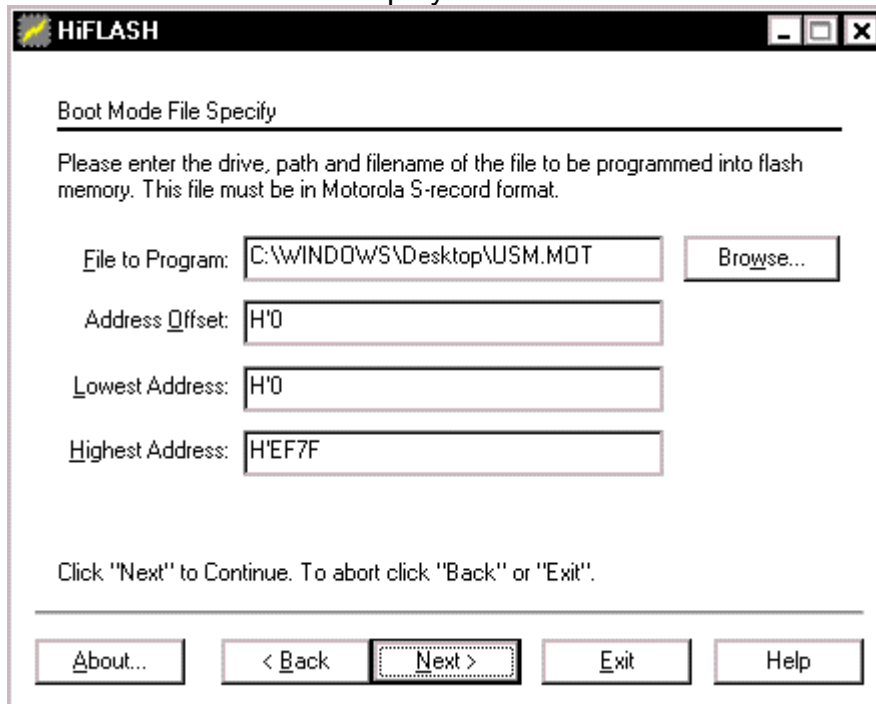 HiFLASH
Boot Mode File Specify
Please enter the drive, path and filename of the file to be programmed into flash
memory. This file must be in Motorola S-record format.
File to Program: C:\WINDOWS\Desktop\USM.MOT Browse...
Address Offset: H'0
Lowest Address: H'0
Highest Address: H'EF7F
Click "Next" to Continue. To abort click "Back" or "Exit".
About... < Back Next > Exit Help